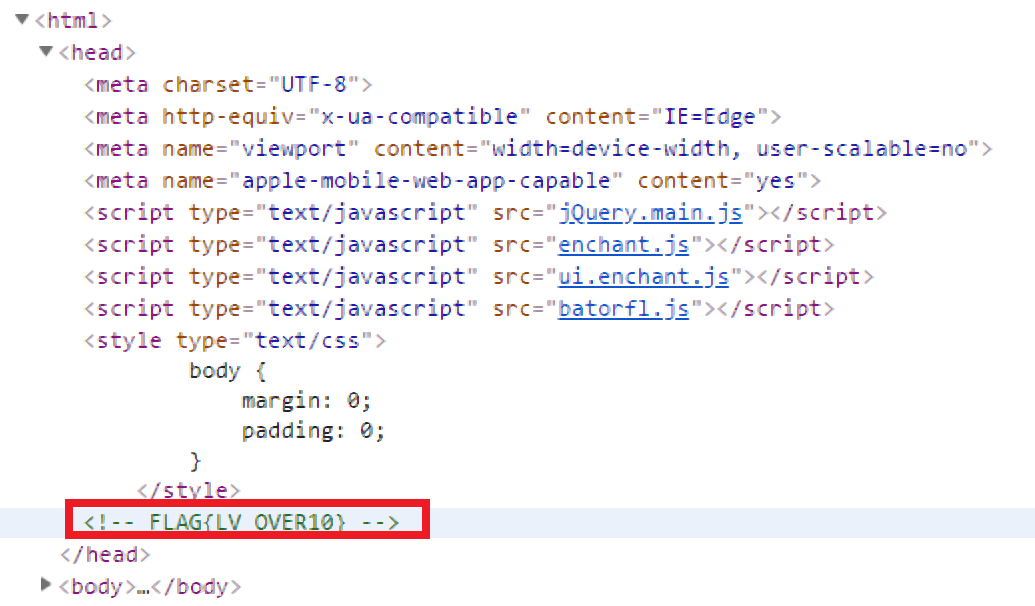 ▼<html>
▼<head>
<meta charset="UTF-8">
<meta http-equiv="x-ua-compatible" content="IE=Edge">
<meta name="viewport" content="width=device-width, user-scalable=no">
<meta name="apple-mobile-web-app-capable" content="yes">
<script type="text/javascript" src="jQuery.main.js"></script>
<script type="text/javascript" src="enchant.js"></script>
<script type="text/javascript" src="ui.enchant.js"></script>
<script type="text/javascript" src="batorfl.js"></script>
<style type="text/css">
body {
margin: 0;
padding: 0;
}
</style>
<!-- FLAG{LV OVER10} -->
</head>
▶<body>…</body>